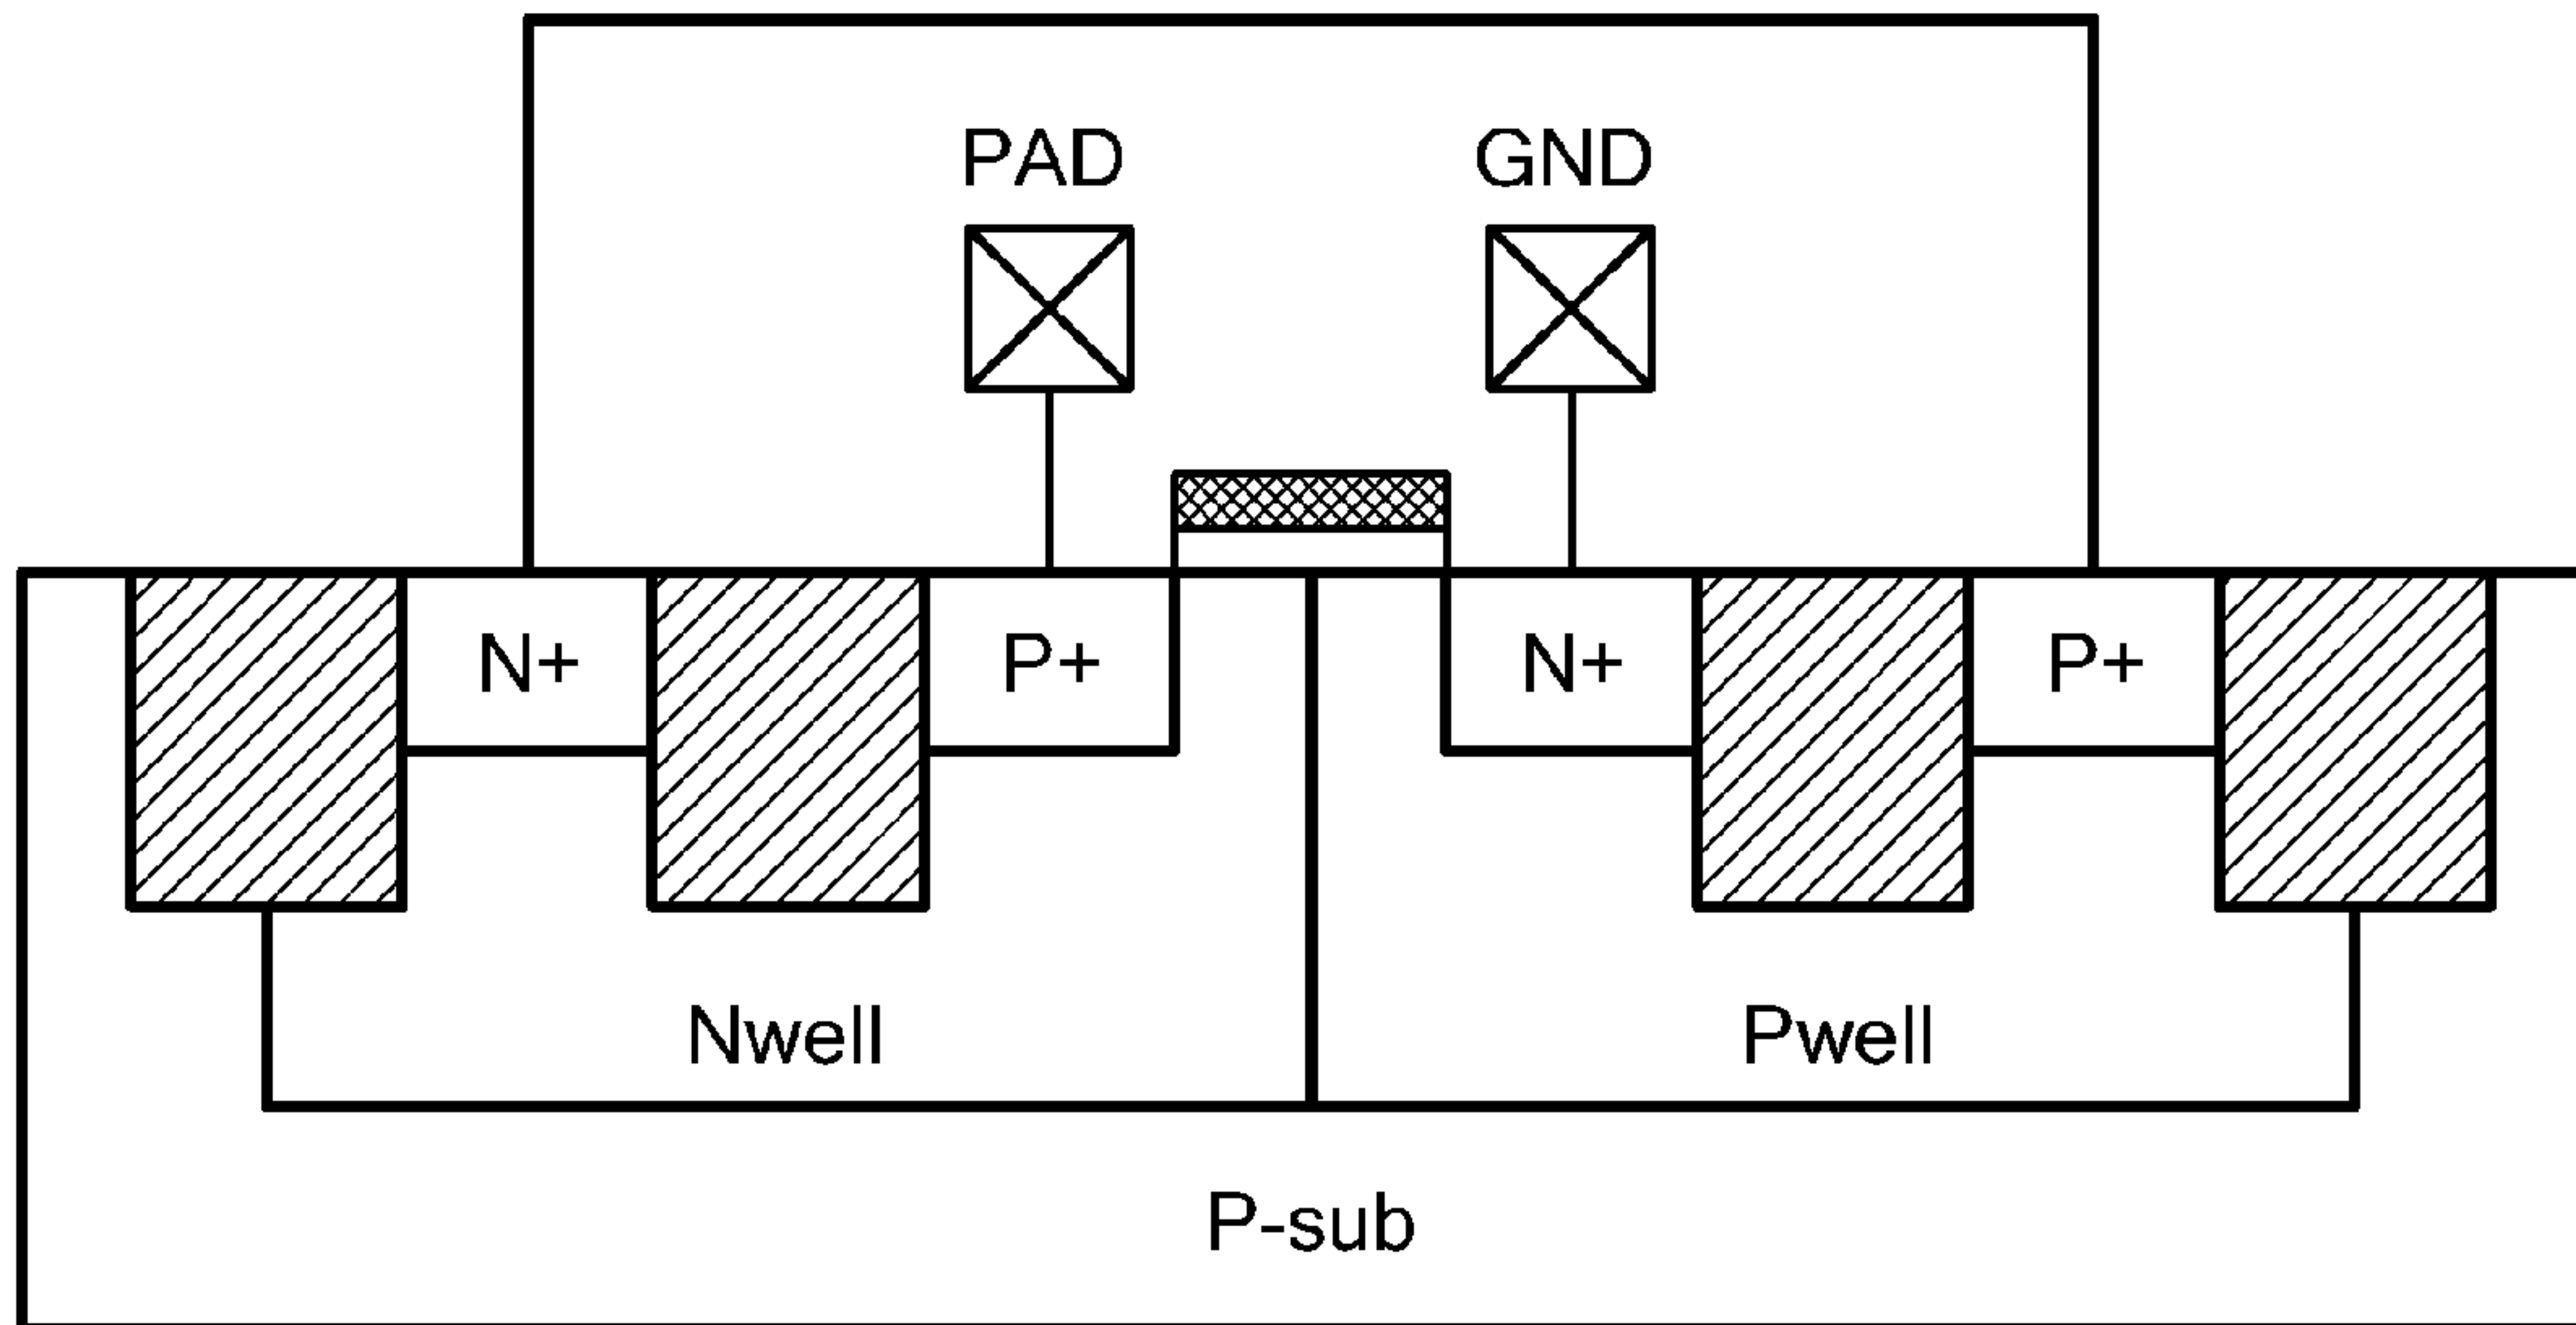 PAD
GND
N+
P+
N+
P+
Nwell
Pwell
P-sub